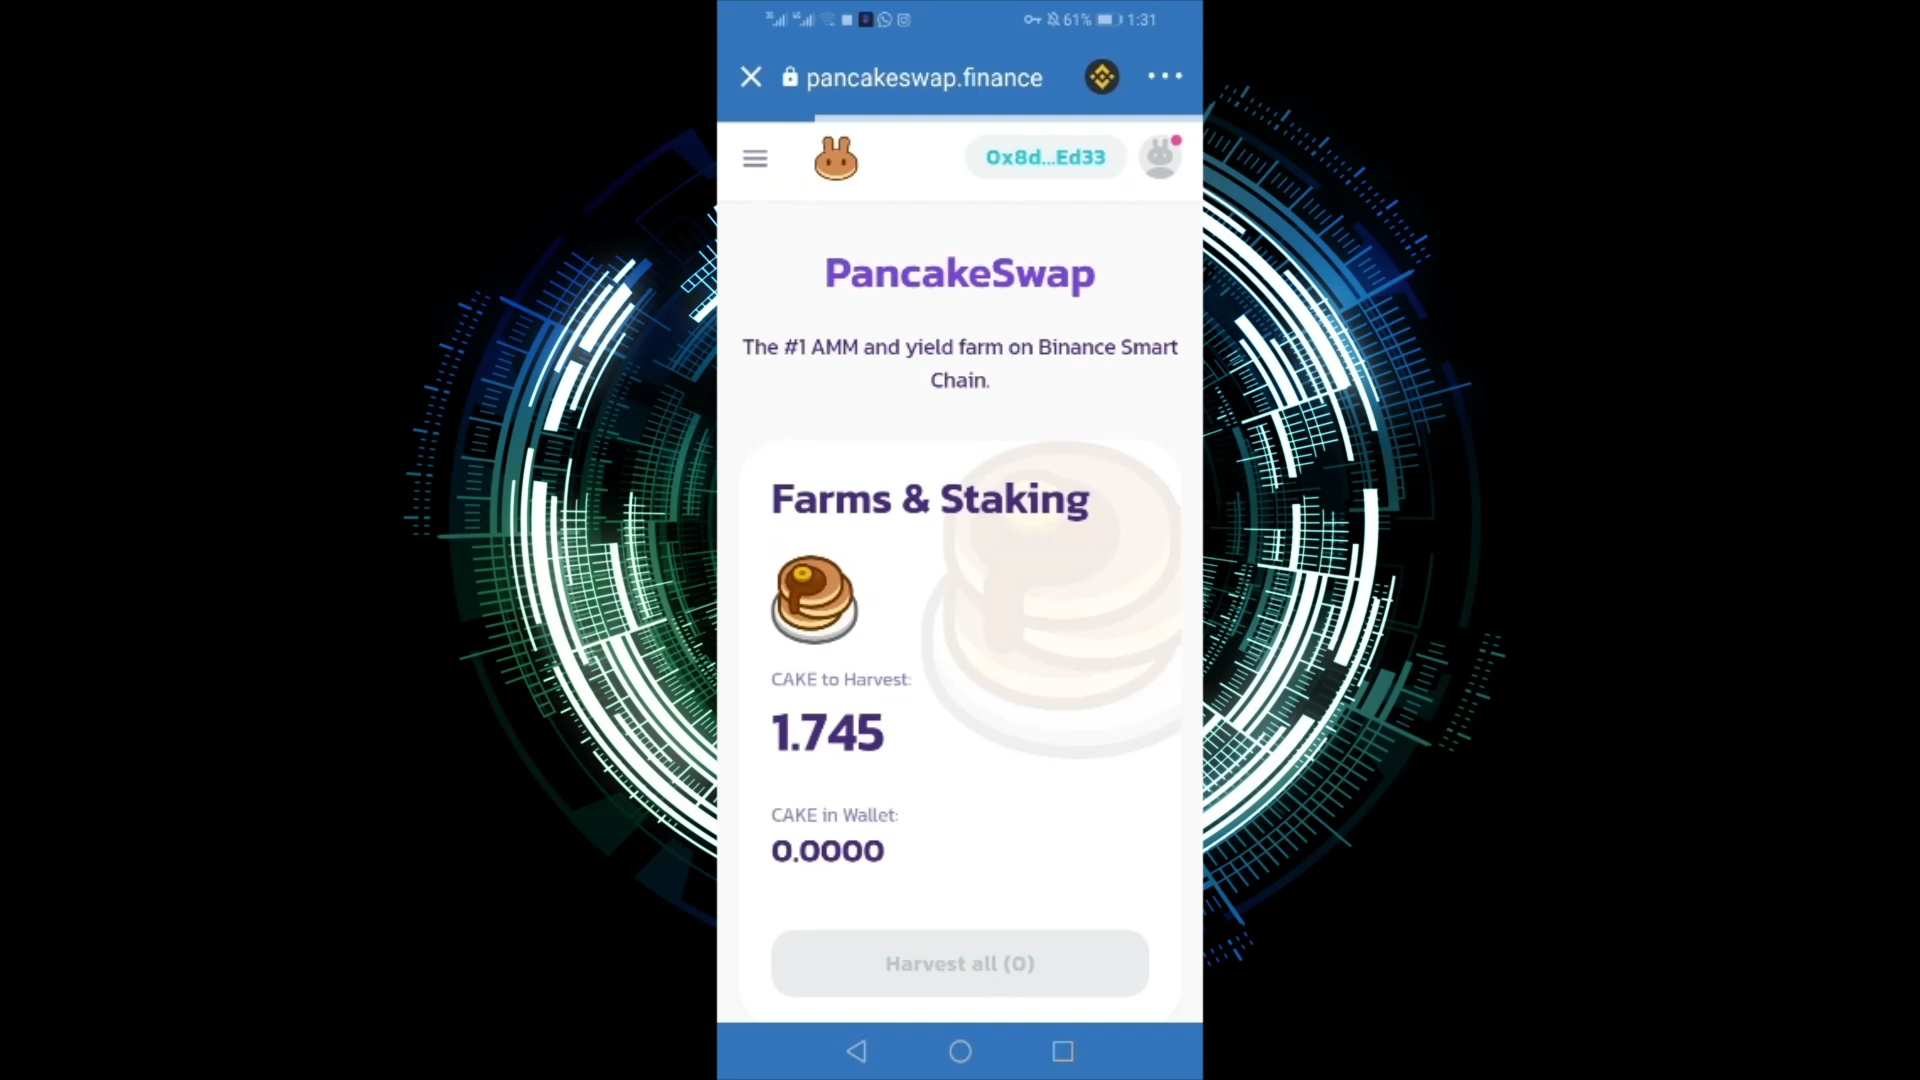 61% 1:31
pancakeswap.finance
0x8d...Ed33
PancakeSwap
The #1 AMM and yield farm on Binance Smart
Chain.
Farms & Staking
CAKE to Harvest:
1.745
CAKE in Wallet:
0.0000
Harvest all (0)